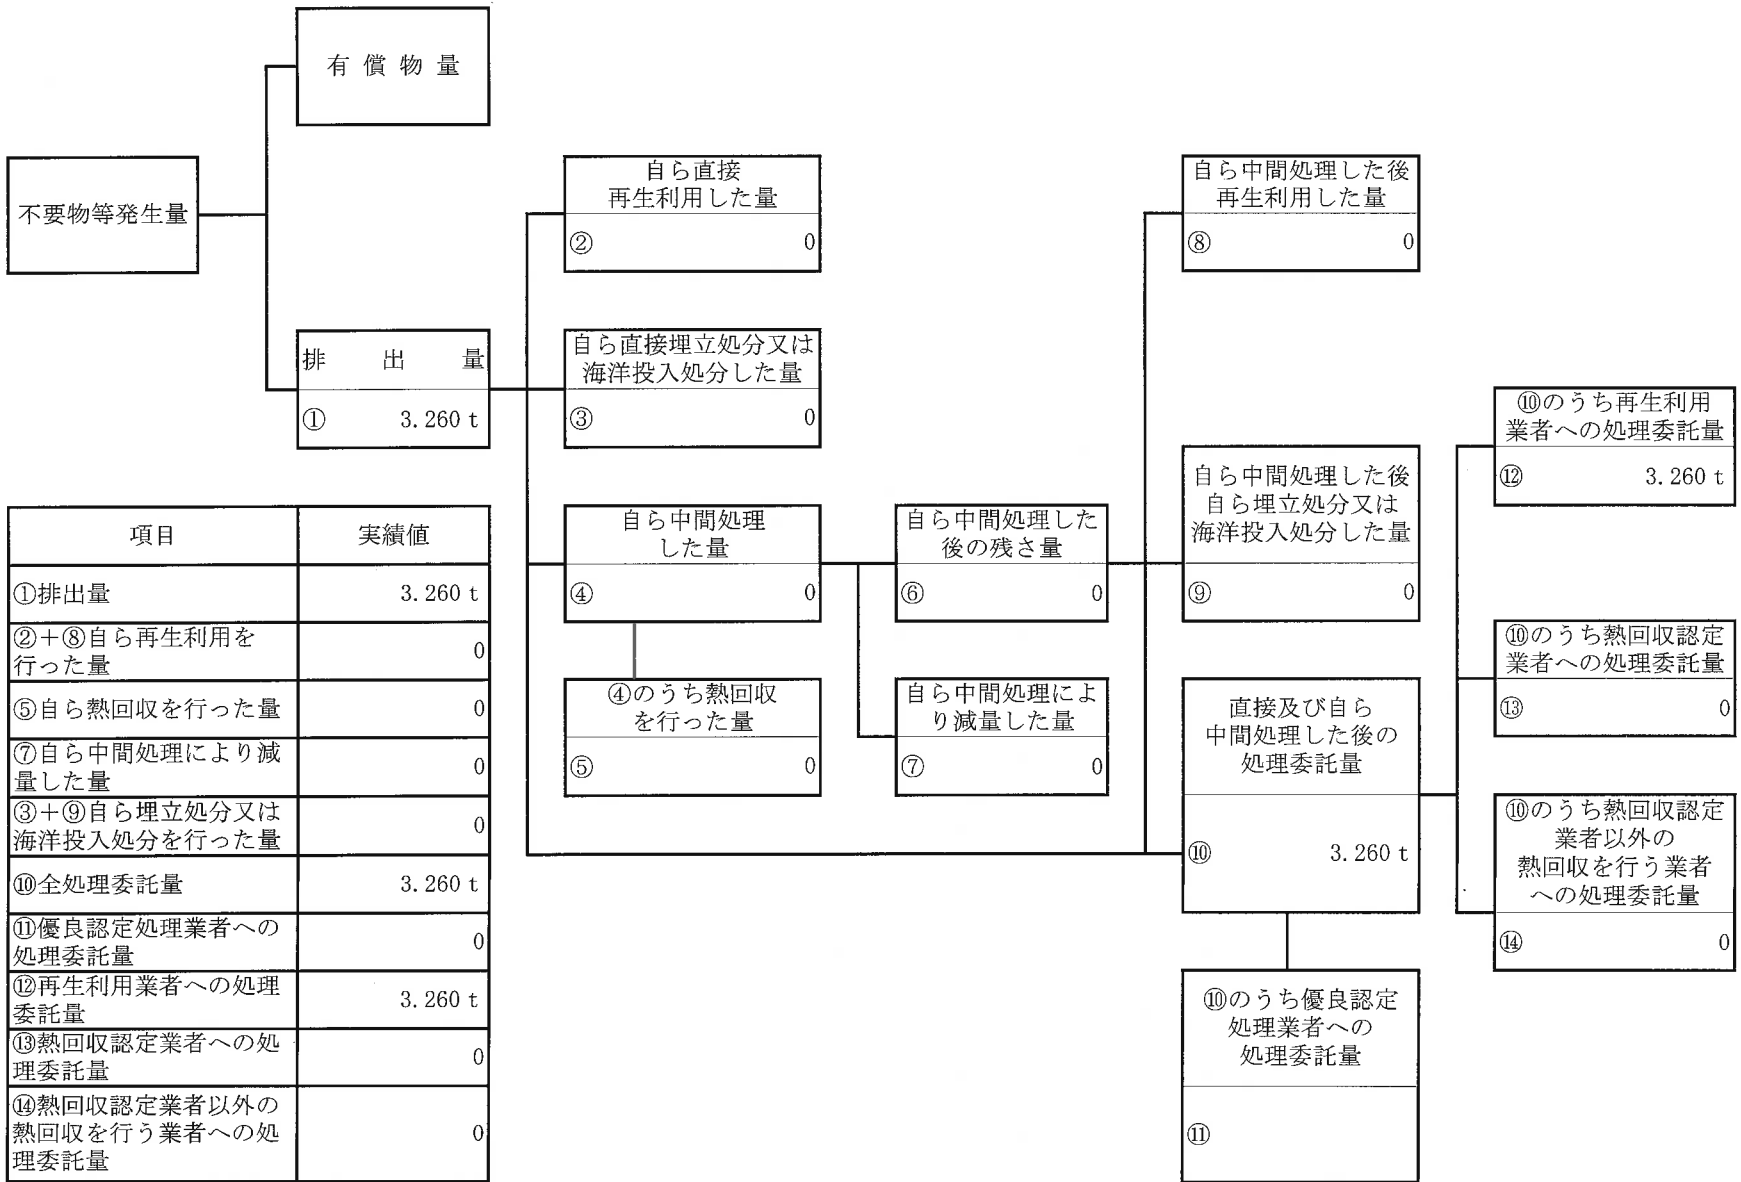 有 償 物 量
不要物等発生量
排 出 量
① 3.260 t
自ら直接
再生利用した量
② 0
自ら直接埋立処分又は
海洋投入処分した量
③ 0
自ら中間処理
した量
④ 0
④のうち熱回収
を行った量
⑤ 0
自ら中間処理した
後の残さ量
⑥ 0
自ら中間処理によ
り減量した量
⑦ 0
自ら中間処理した後
再生利用した量
⑧ 0
自ら中間処理した後
自ら埋立処分又は
海洋投入処分した量
⑨ 0
直接及び自ら
中間処理した後の
処理委託量
⑩ 3.260 t
⑩のうち優良認定
処理業者への
処理委託量
⑪
⑩のうち再生利用
業者への処理委託量
⑫ 3.260 t
⑩のうち熱回収認定
業者への処理委託量
⑬ 0
⑩のうち熱回収認定
業者以外の
熱回収を行う業者
への処理委託量
⑭ 0
項目 実績値
①排出量 3.260 t
②+⑧自ら再生利用を
行った量 0
⑤自ら熱回収を行った量 0
⑦自ら中間処理により減
量した量 0
③+⑨自ら埋立処分又は
海洋投入処分を行った量 0
⑩全処理委託量 3.260 t
⑪優良認定処理業者への
処理委託量 0
⑫再生利用業者への処理
委託量 3.260 t
⑬熱回収認定業者への処
理委託量 0
⑭熱回収認定業者以外の
熱回収を行う業者への処
理委託量 0